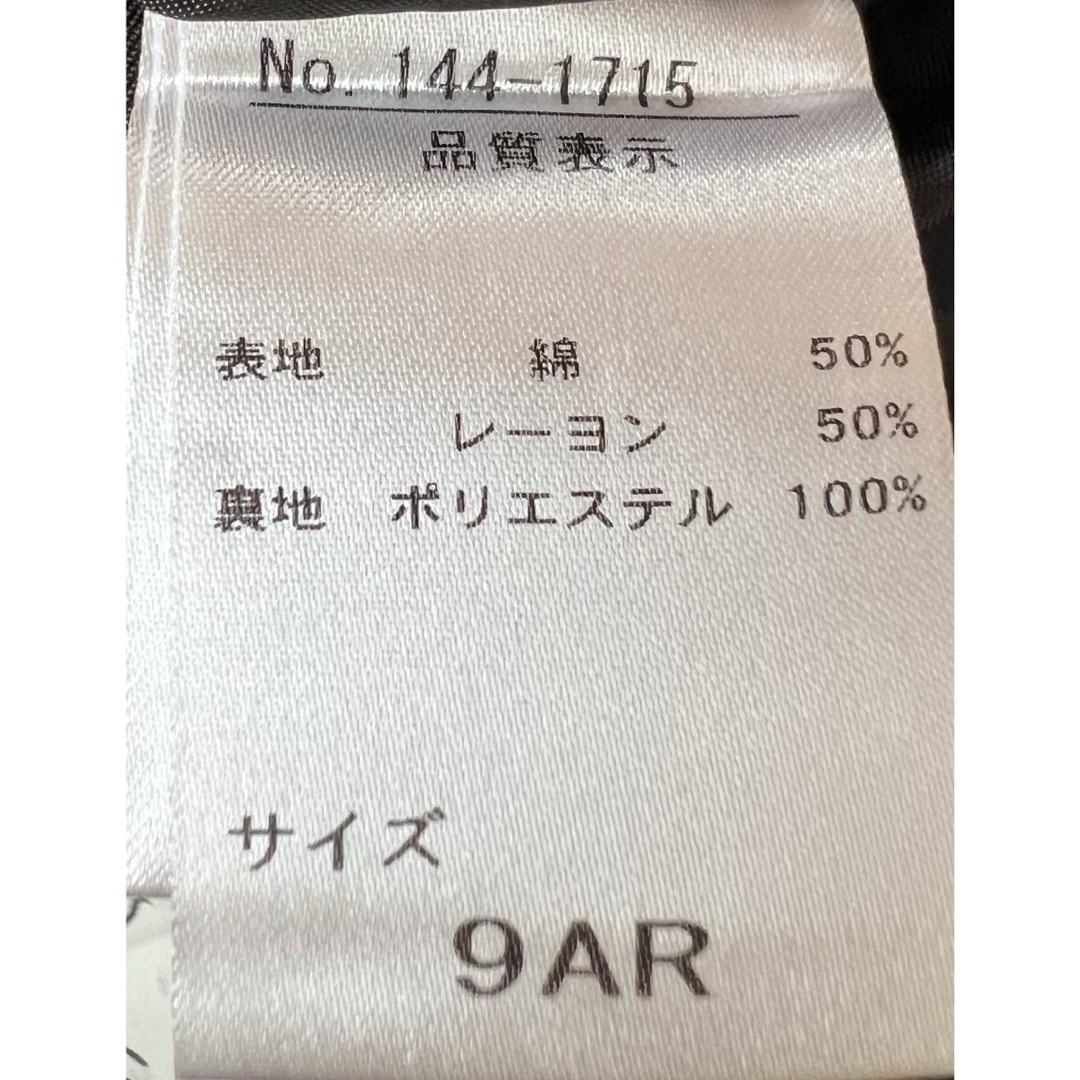 No. 144-1715
品質表示
表地 綿 50%
レーヨン 50%
裏地 ポリエステル 100%
サイズ
9AR